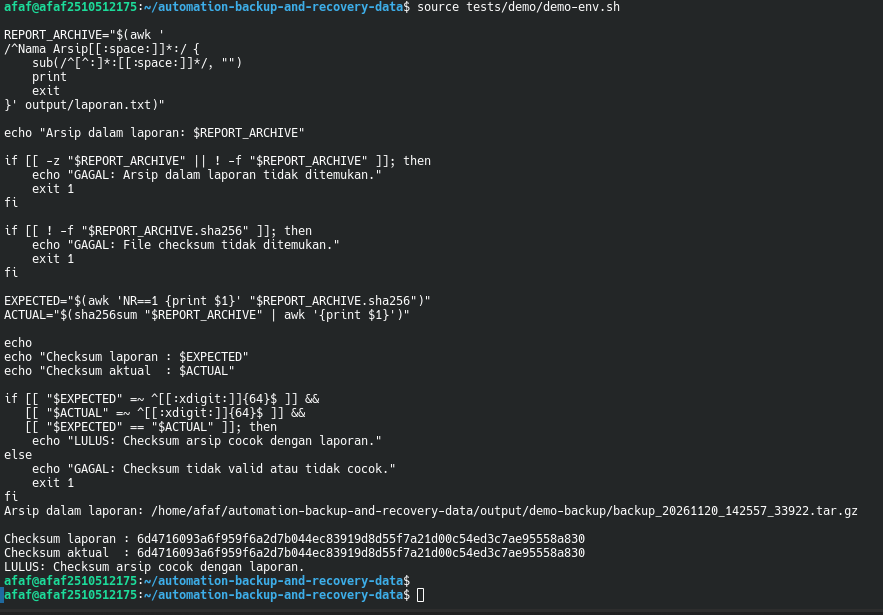 afaf@afaf2510512175:~/automation-backup-and-recovery-data$ source tests/demo/demo-env.sh

REPORT_ARCHIVE="$(awk '
/^Nama Arsip[[:space:]]*:/ {
    sub(/^[^:]*:[[:space:]]*/, "")
    print
    exit
}' output/laporan.txt)"

echo "Arsip dalam laporan: $REPORT_ARCHIVE"

if [[ -z "$REPORT_ARCHIVE" || ! -f "$REPORT_ARCHIVE" ]]; then
    echo "GAGAL: Arsip dalam laporan tidak ditemukan."
    exit 1
fi

if [[ ! -f "$REPORT_ARCHIVE.sha256" ]]; then
    echo "GAGAL: File checksum tidak ditemukan."
    exit 1
fi

EXPECTED="$(awk 'NR==1 {print $1}' "$REPORT_ARCHIVE.sha256")"
ACTUAL="$(sha256sum "$REPORT_ARCHIVE" | awk '{print $1}')"

echo
echo "Checksum laporan : $EXPECTED"
echo "Checksum aktual  : $ACTUAL"

if [[ "$EXPECTED" =~ ^[[:xdigit:]]{64}$ ]] &&
   [[ "$ACTUAL" =~ ^[[:xdigit:]]{64}$ ]] &&
   [[ "$EXPECTED" == "$ACTUAL" ]]; then
    echo "LULUS: Checksum arsip cocok dengan laporan."
else
    echo "GAGAL: Checksum tidak valid atau tidak cocok."
    exit 1
fi
Arsip dalam laporan: /home/afaf/automation-backup-and-recovery-data/output/demo-backup/backup_20261120_142557_33922.tar.gz

Checksum laporan : 6d4716093a6f959f6a2d7b044ec83919d8d55f7a21d00c54ed3c7ae95558a830
Checksum aktual  : 6d4716093a6f959f6a2d7b044ec83919d8d55f7a21d00c54ed3c7ae95558a830
LULUS: Checksum arsip cocok dengan laporan.
afaf@afaf2510512175:~/automation-backup-and-recovery-data$
afaf@afaf2510512175:~/automation-backup-and-recovery-data$